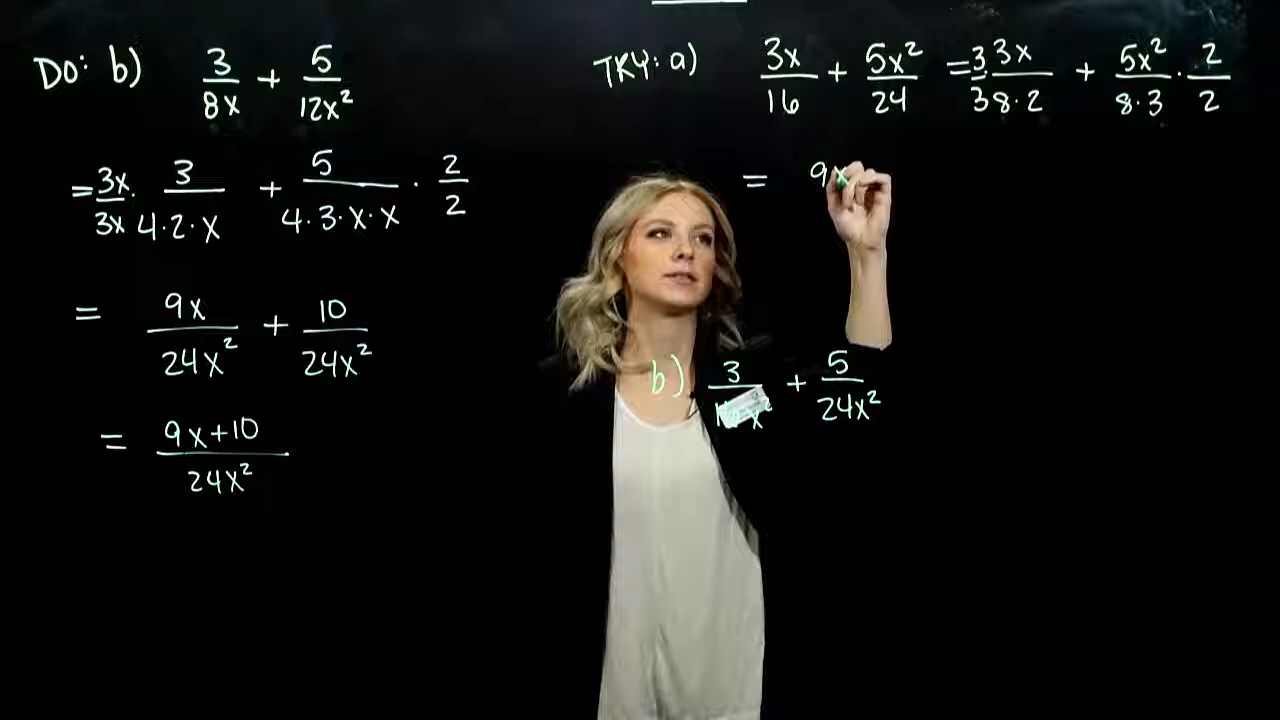 DO: b) 3/8x + 5/12x²
= 3x/3x · 3/4·2·x + 5/4·3·x·x · 2/2
= 9x/24x² + 10/24x²
= 9x+10/24x²
TRY: a) 3x/16 + 5x²/24 = 3/3 3x/8·2 + 5x²/8·3 · 2/2
= 9x
b) 3/ + 5/24x²